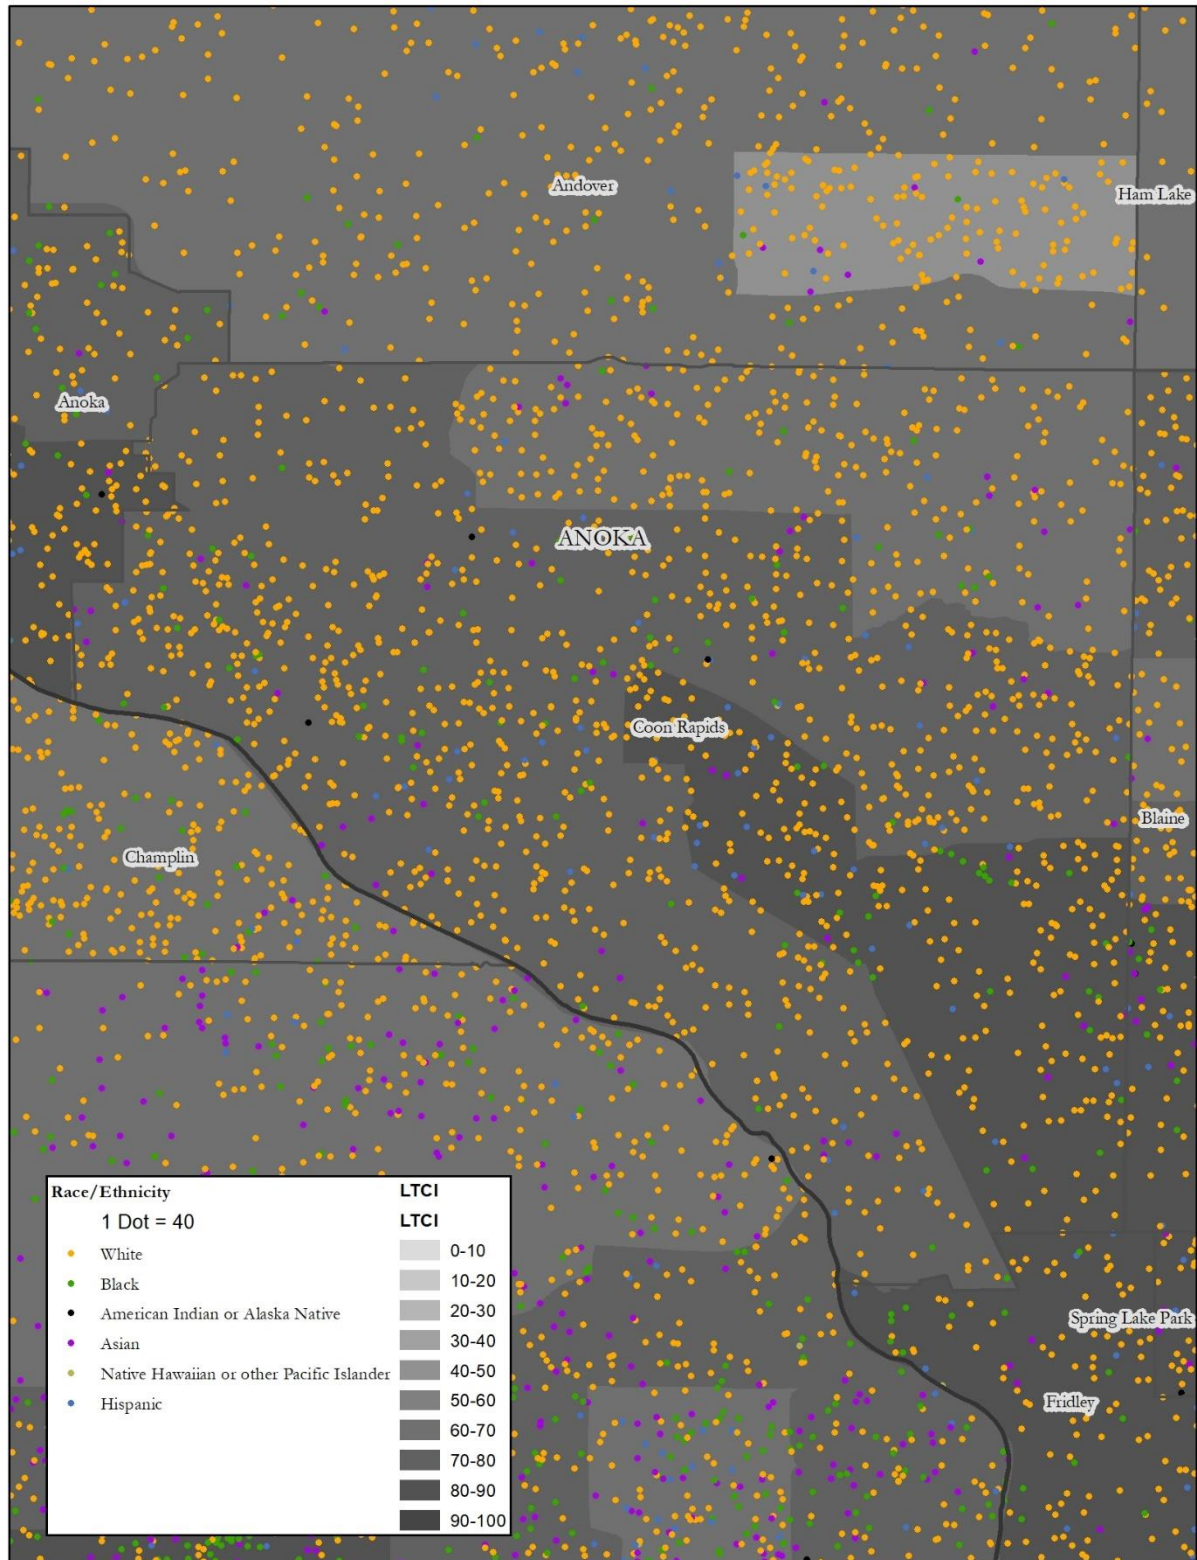 Andover
Ham Lake
Anoka
ANOKA
Coon Rapids
Blaine
Champlin
Race/Ethnicity
1 Dot = 40
White
Black
American Indian or Alaska Native
Asian
Native Hawaiian or other Pacific Islander
Hispanic
LTCI
LTCI
0-10
10-20
20-30
30-40
40-50
50-60
60-70
70-80
80-90
90-100
Spring Lake Park
Fridley